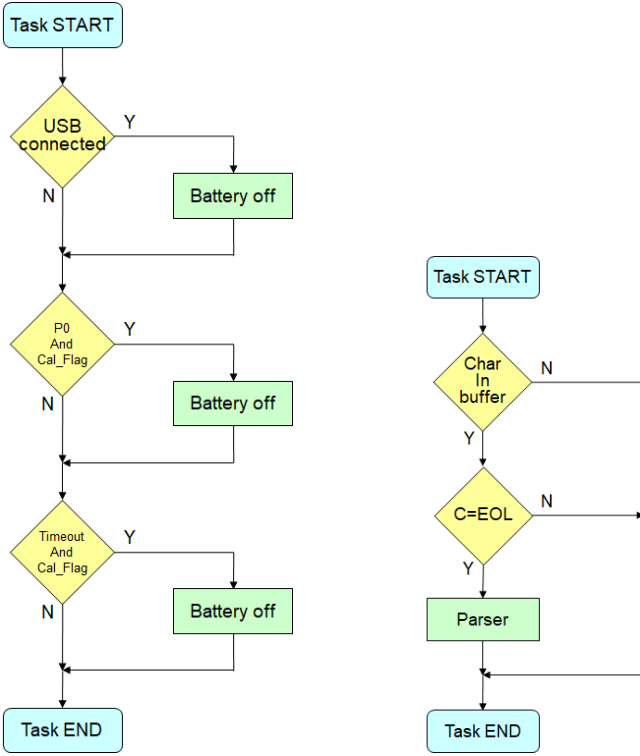 Task START
USB
connected
Y
N
Battery off
P0
And
Cal_Flag
Y
N
Battery off
Timeout
And
Cal_Flag
Y
N
Battery off
Task END
Task START
Char
In
buffer
N
Y
C=EOL
N
Y
Parser
Task END